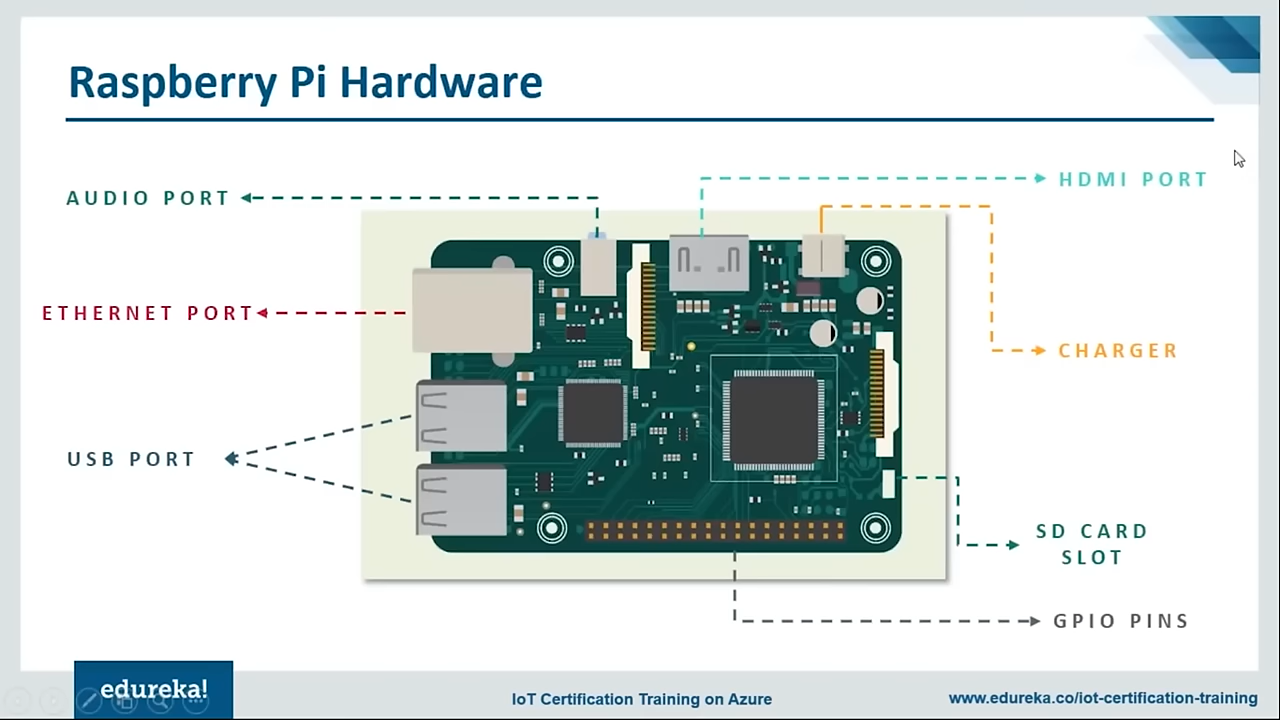 Raspberry Pi Hardware
AUDIO PORT
HDMI PORT
ETHERNET PORT
CHARGER
USB PORT
SD CARD
SLOT
GPIO PINS
edureka!
IoT Certification Training on Azure
www.edureka.co/iot-certification-training